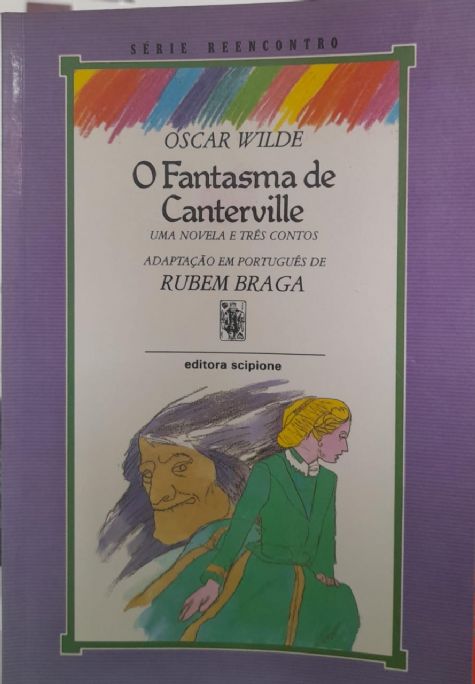 SÉRIE REENCONTRO
OSCAR WILDE
O Fantasma de
Canterville
UMA NOVELA E TRÊS CONTOS
ADAPTAÇÃO EM PORTUGUÊS DE
RUBEM BRAGA
editora scipione